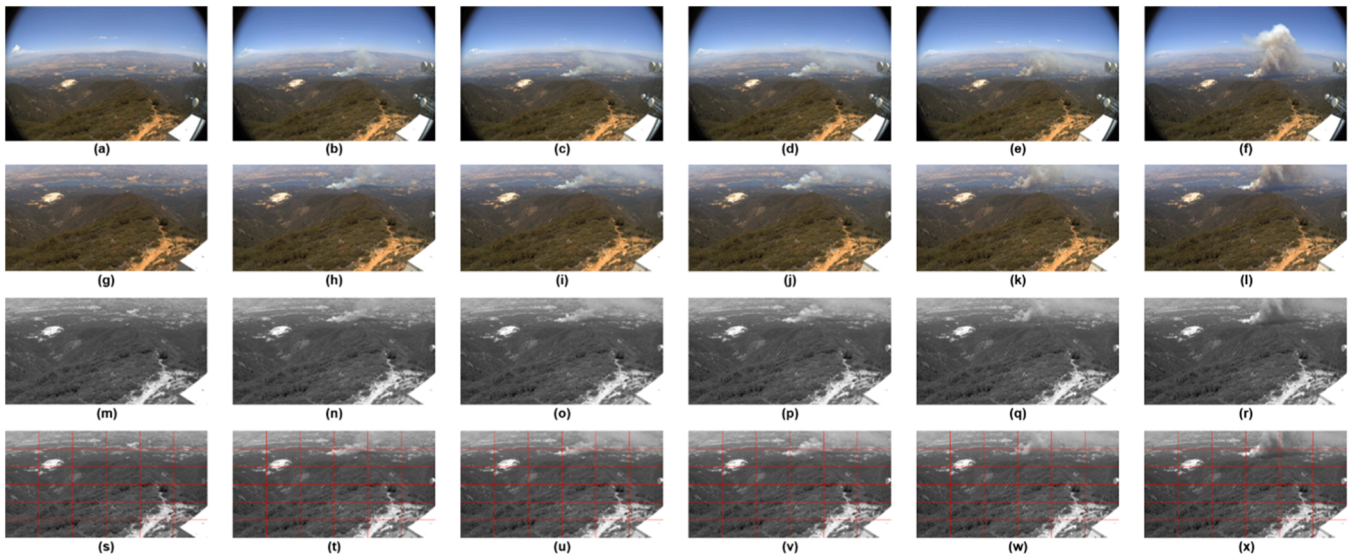 (a) (b) (c) (d) (e) (f)
(g) (h) (i) (j) (k) (l)
(m) (n) (o) (p) (q) (r)
(s) (t) (u) (v) (w) (x)